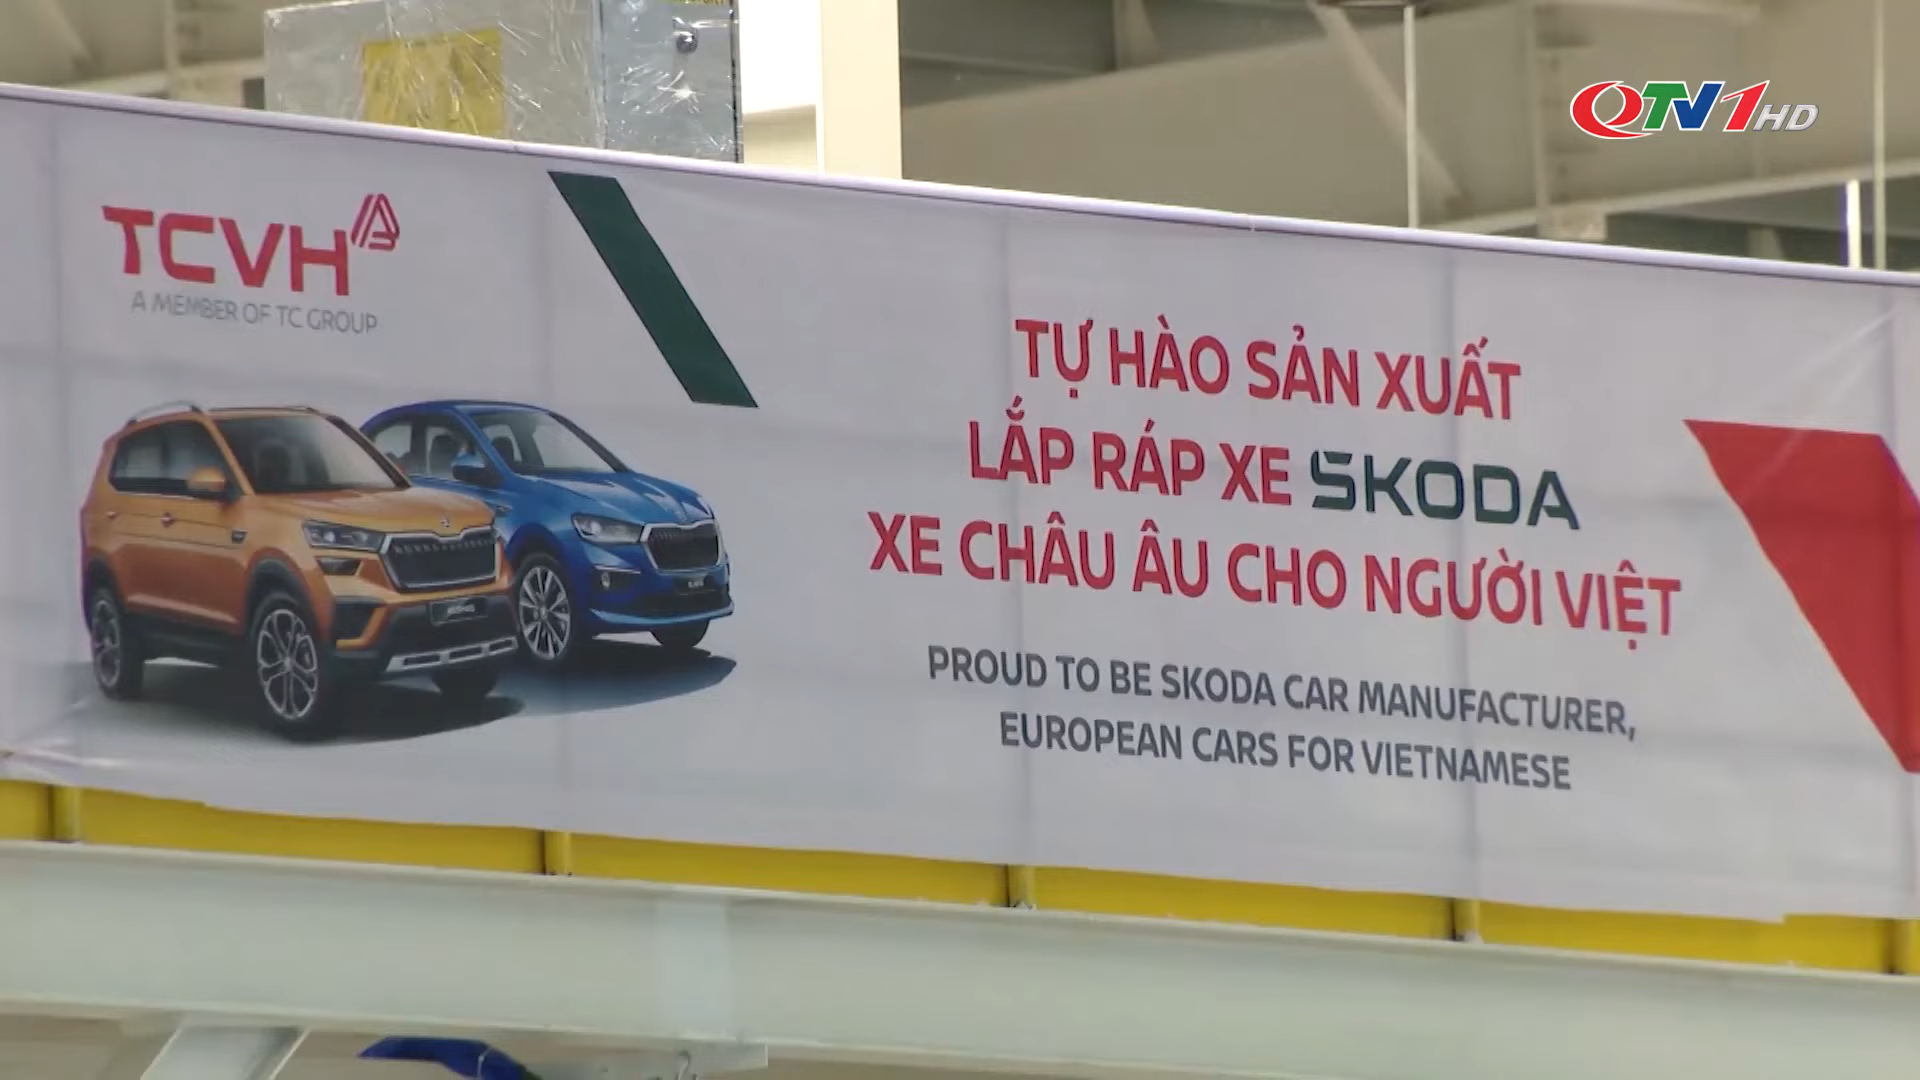 QTV1HD
TCVH
A MEMBER OF TC GROUP
TỰ HÀO SẢN XUẤT
LẮP RÁP XE SKODA
XE CHÂU ÂU CHO NGƯỜI VIỆT
PROUD TO BE SKODA CAR MANUFACTURER,
EUROPEAN CARS FOR VIETNAMESE